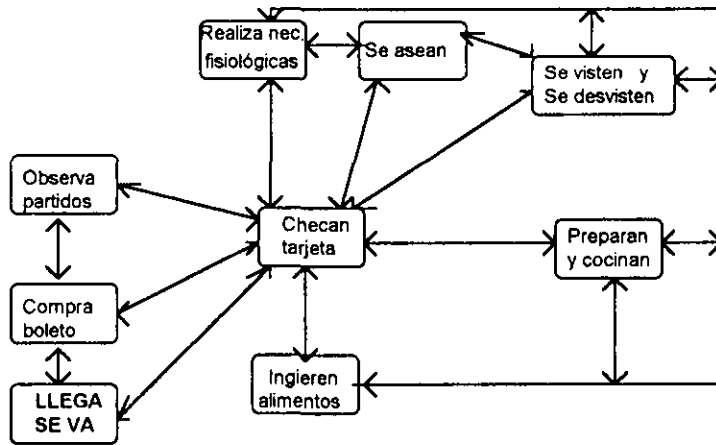 Realiza nec.
fisiológicas
Se asean
Se visten y
Se desvisten
Observa
partidos
Checan
tarjeta
Preparan
y cocinan
Compra
boleto
Ingieren
alimentos
LLEGA
SE VA